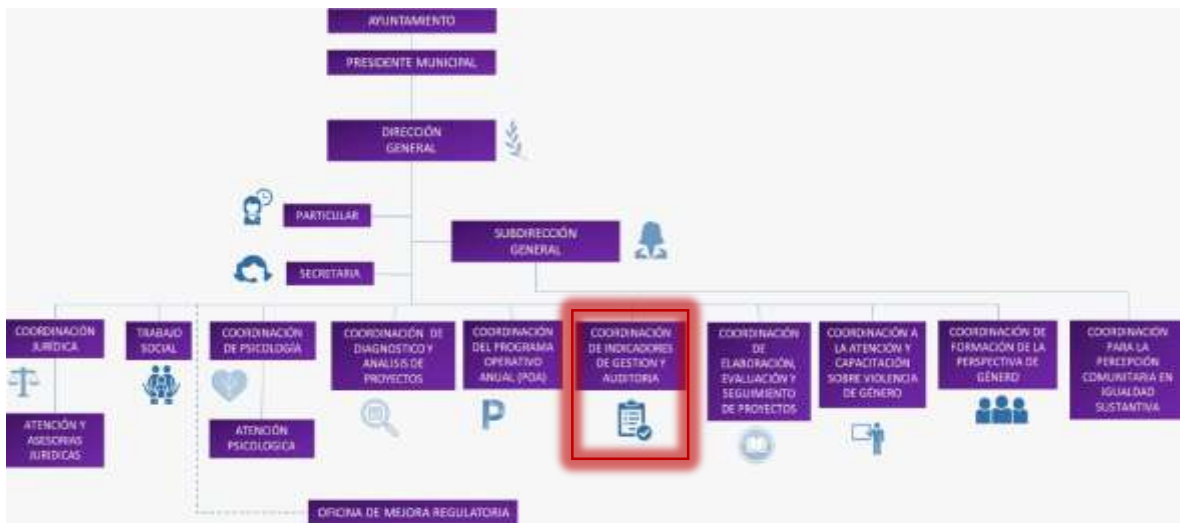 AYUNTAMIENTO
PRESIDENTE MUNICIPAL
DIRECCIÓN
GENERAL
PARTICULAR
SUBDIRECCIÓN
GENERAL
SECRETARIA
COORDINACIÓN
JURÍDICA
TRABAJO
SOCIAL
COORDINACIÓN
DE PSICOLOGÍA
COORDINACIÓN DE
DIAGNOSTICO Y
ANALISIS DE
PROYECTOS
COORDINACIÓN
DEL PROGRAMA
OPERATIVO
ANUAL (POA)
COORDINACIÓN
DE INDICADORES
DE GESTION Y
AUDITORIA
COORDINACIÓN
DE
ELABORACIÓN,
EVALUACIÓN Y
SEGUIMIENTO
DE PROYECTOS
COORDINACIÓN A
LA ATENCIÓN Y
CAPACITACIÓN
SOBRE VIOLENCIA
DE GÉNERO
COORDINACIÓN DE
FORMACIÓN DE LA
PERSPECTIVA DE
GÉNERO
COORDINACIÓN
PARA LA
PERCEPCIÓN
COMUNITARIA EN
IGUALDAD
SUSTANTIVA
P
ATENCIÓN Y
ASESORIAS
JURIDICAS
ATENCIÓN
PSICOLOGICA
OFICINA DE MEJORA REGULATORIA